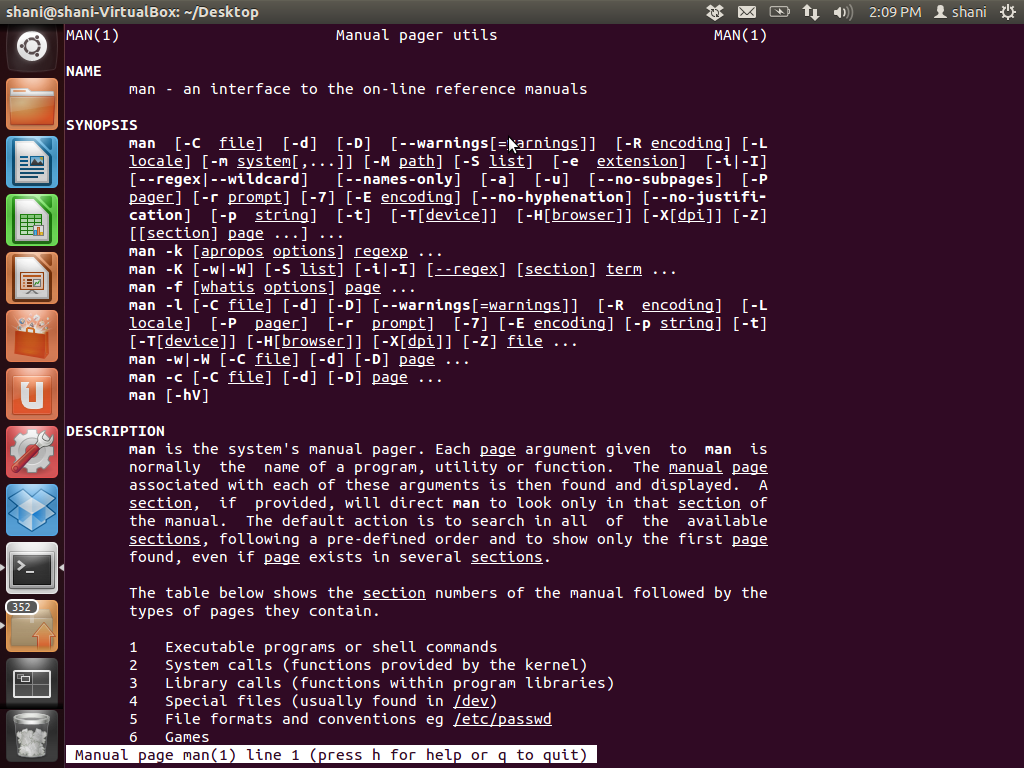 shani@shani-VirtualBox: ~/Desktop 2:09 PM shani
MAN(1) Manual pager utils MAN(1)
NAME
man - an interface to the on-line reference manuals
SYNOPSIS
man [-C file] [-d] [-D] [--warnings[=warnings]] [-R encoding] [-L
locale] [-m system[,...]] [-M path] [-S list] [-e extension] [-i|-I]
[--regex|--wildcard] [--names-only] [-a] [-u] [--no-subpages] [-P
pager] [-r prompt] [-7] [-E encoding] [--no-hyphenation] [--no-justifi-
cation] [-p string] [-t] [-T[device]] [-H[browser]] [-X[dpi]] [-Z]
[[section] page ...] ...
man -k [apropos options] regexp ...
man -K [-w|-W] [-S list] [-i|-I] [--regex] [section] term ...
man -f [whatis options] page ...
man -l [-C file] [-d] [-D] [--warnings[=warnings]] [-R encoding] [-L
locale] [-P pager] [-r prompt] [-7] [-E encoding] [-p string] [-t]
[-T[device]] [-H[browser]] [-X[dpi]] [-Z] file ...
man -w|-W [-C file] [-d] [-D] page ...
man -c [-C file] [-d] [-D] page ...
man [-hV]
DESCRIPTION
man is the system's manual pager. Each page argument given to man is
normally the name of a program, utility or function. The manual page
associated with each of these arguments is then found and displayed. A
section, if provided, will direct man to look only in that section of
the manual. The default action is to search in all of the available
sections, following a pre-defined order and to show only the first page
found, even if page exists in several sections.
The table below shows the section numbers of the manual followed by the
types of pages they contain.
1 Executable programs or shell commands
2 System calls (functions provided by the kernel)
3 Library calls (functions within program libraries)
4 Special files (usually found in /dev)
5 File formats and conventions eg /etc/passwd
6 Games
Manual page man(1) line 1 (press h for help or q to quit)
352